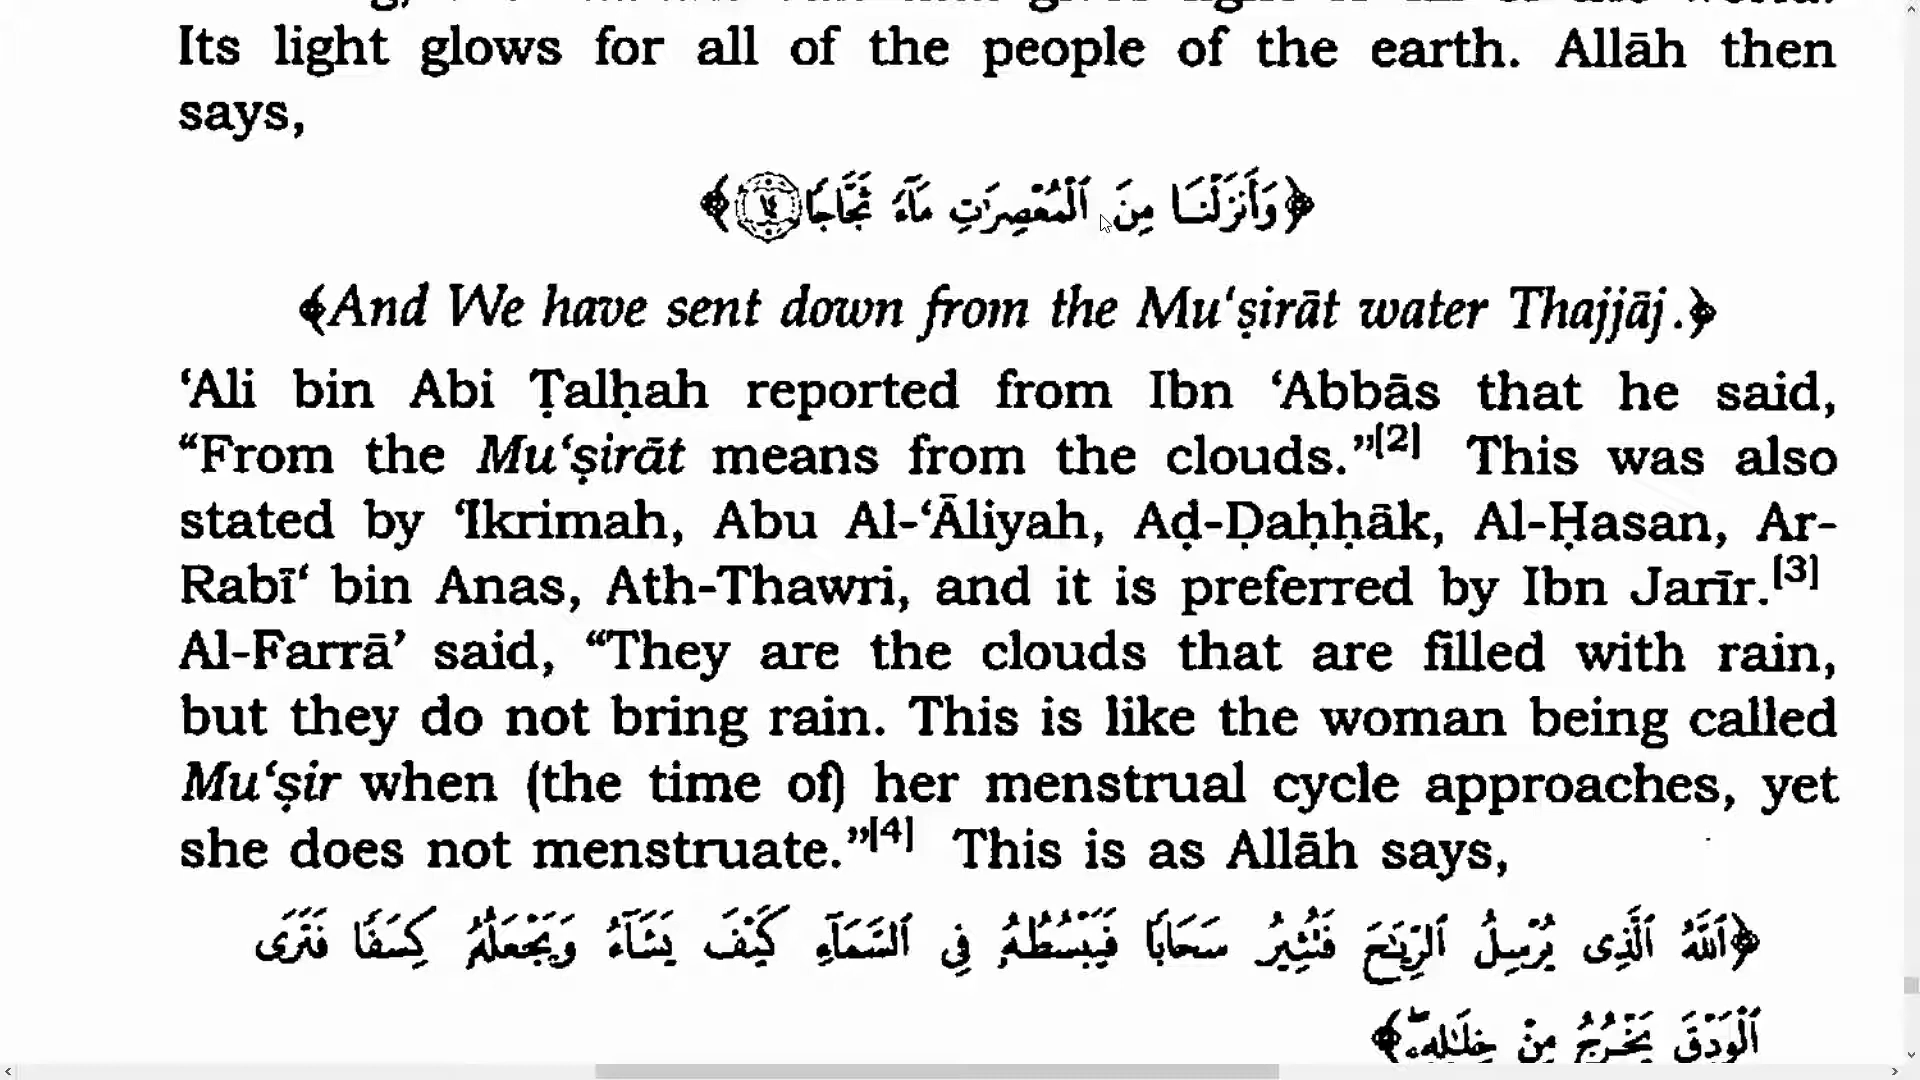 Its light glows for all of the people of the earth. Allāh then
says,
﴿وَأَنزَلْنَا مِنَ ٱلْمُعْصِرَٰتِ مَآءً ثَجَّاجًا ١٤﴾
﴾And We have sent down from the Mu‘ṣirāt water Thajjāj.﴿
‘Ali bin Abi Ṭalḥah reported from Ibn ‘Abbās that he said,
“From the Mu‘ṣirāt means from the clouds.”[2] This was also
stated by ‘Ikrimah, Abu Al-‘Āliyah, Aḍ-Ḍaḥḥāk, Al-Ḥasan, Ar-
Rabī‘ bin Anas, Ath-Thawri, and it is preferred by Ibn Jarīr.[3]
Al-Farrā’ said, “They are the clouds that are filled with rain,
but they do not bring rain. This is like the woman being called
Mu‘ṣir when (the time of) her menstrual cycle approaches, yet
she does not menstruate.”[4] This is as Allāh says,
﴿ٱللَّهُ ٱلَّذِى يُرْسِلُ ٱلرِّيَٰحَ فَتُثِيرُ سَحَابًا فَيَبْسُطُهُۥ فِى ٱلسَّمَآءِ كَيْفَ يَشَآءُ وَيَجْعَلُهُۥ كِسَفًا فَتَرَى
ٱلْوَدْقَ يَخْرُجُ مِنْ خِلَٰلِهِۦ﴾